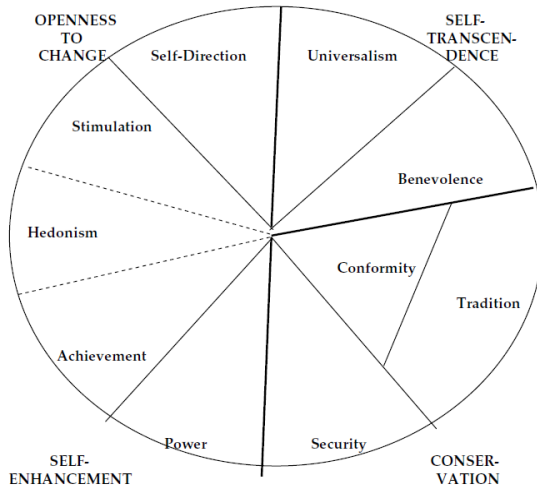 OPENNESS
TO
CHANGE
SELF-
TRANSCEN-
DENCE
Self-Direction
Universalism
Stimulation
Benevolence
Hedonism
Conformity
Tradition
Achievement
Power
Security
SELF-
ENHANCEMENT
CONSER-
VATION